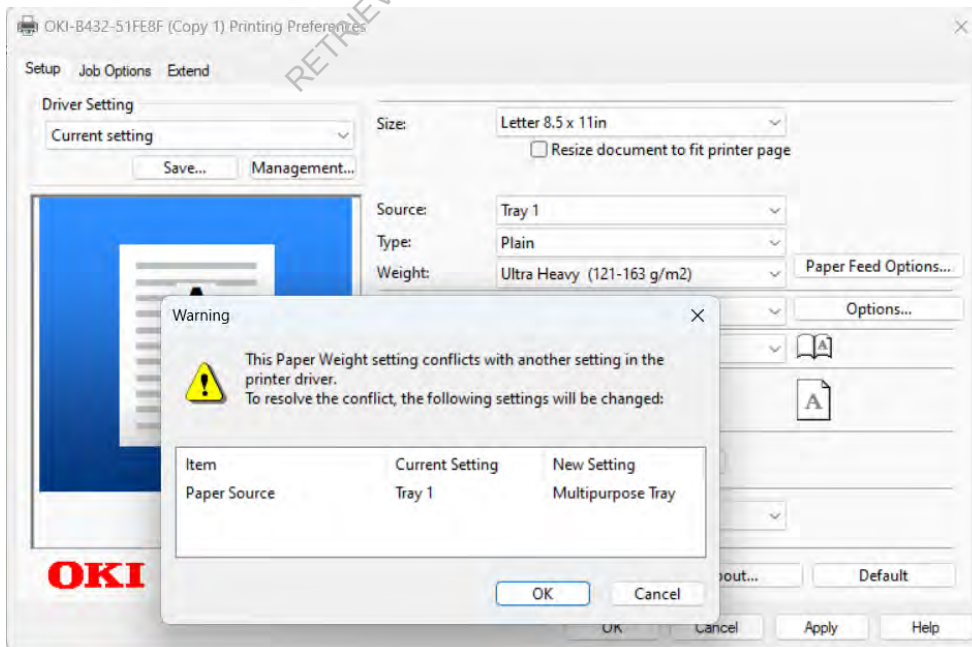 OKI-B432-51FE8F (Copy 1) Printing Preferences
Setup Job Options Extend
Driver Setting
Current setting
Save... Management...
Size: Letter 8.5 x 11in
Resize document to fit printer page
Source: Tray 1
Type: Plain
Weight: Ultra Heavy (121-163 g/m2)
Paper Feed Options...
Options...
A
A
Warning
This Paper Weight setting conflicts with another setting in the
printer driver.
To resolve the conflict, the following settings will be changed:
Item Current Setting New Setting
Paper Source Tray 1 Multipurpose Tray
OK Cancel
OKI
Default
OK Cancel Apply Help